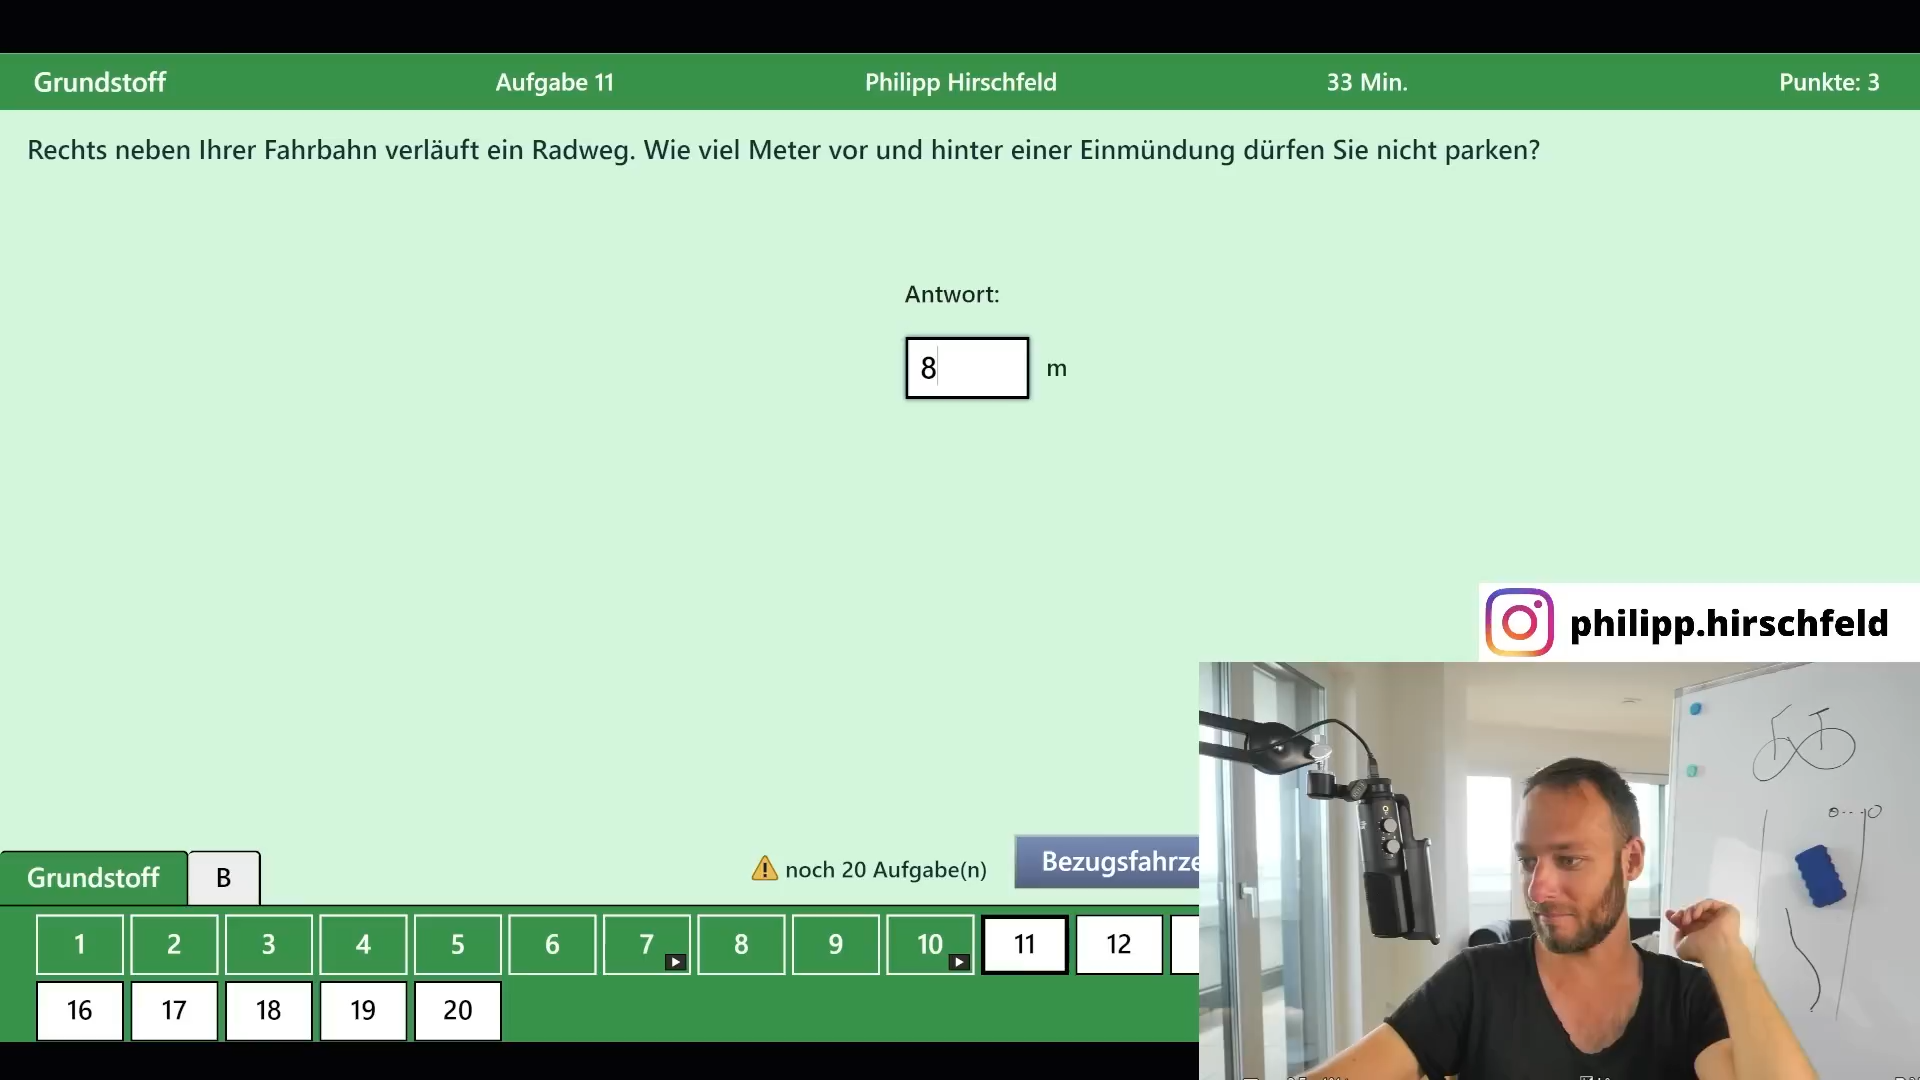 Grundstoff Aufgabe 11 Philipp Hirschfeld 33 Min. Punkte: 3
Rechts neben Ihrer Fahrbahn verläuft ein Radweg. Wie viel Meter vor und hinter einer Einmündung dürfen Sie nicht parken?
Antwort:
8 m
philipp.hirschfeld
Grundstoff B noch 20 Aufgabe(n) Bezugsfahrze
1 2 3 4 5 6 7 8 9 10 11 12
16 17 18 19 20